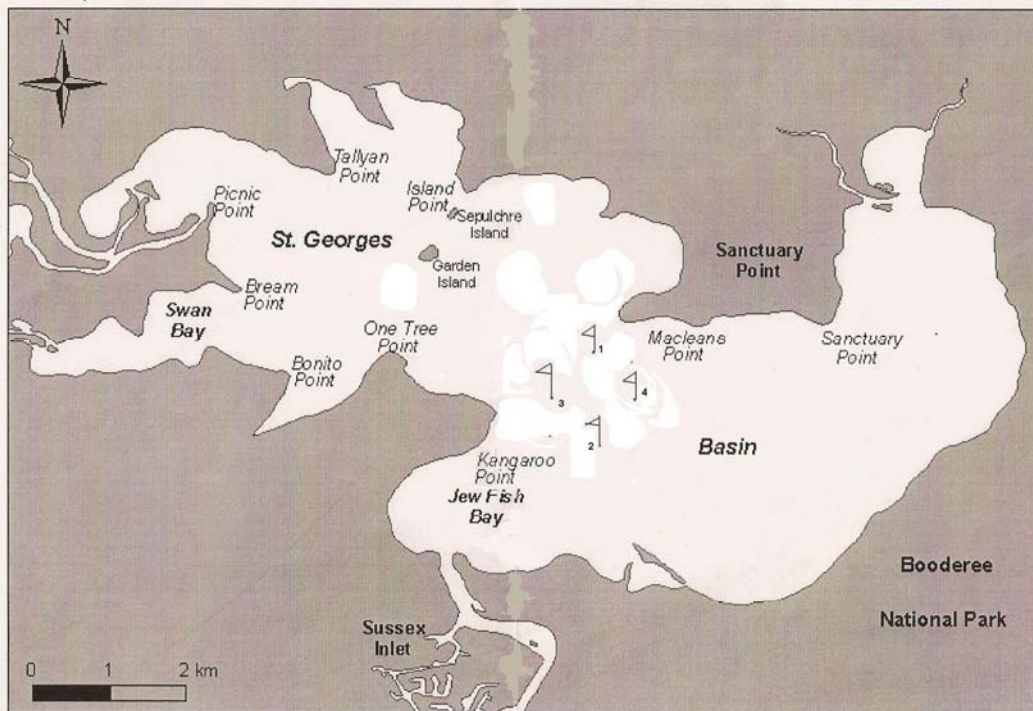 N
Tallyan
Point
Picnic
Point
Island
Point
Sepulchre
Island
St. Georges
Garden
Island
Sanctuary
Point
Bream
Point
Swan
Bay
One Tree
Point
Bonito
Point
1
Macleans
Point
Sanctuary
Point
3
4
2
Basin
Kangaroo
Point
Jew Fish
Bay
Booderee
National Park
Sussex
Inlet
0 1 2 km